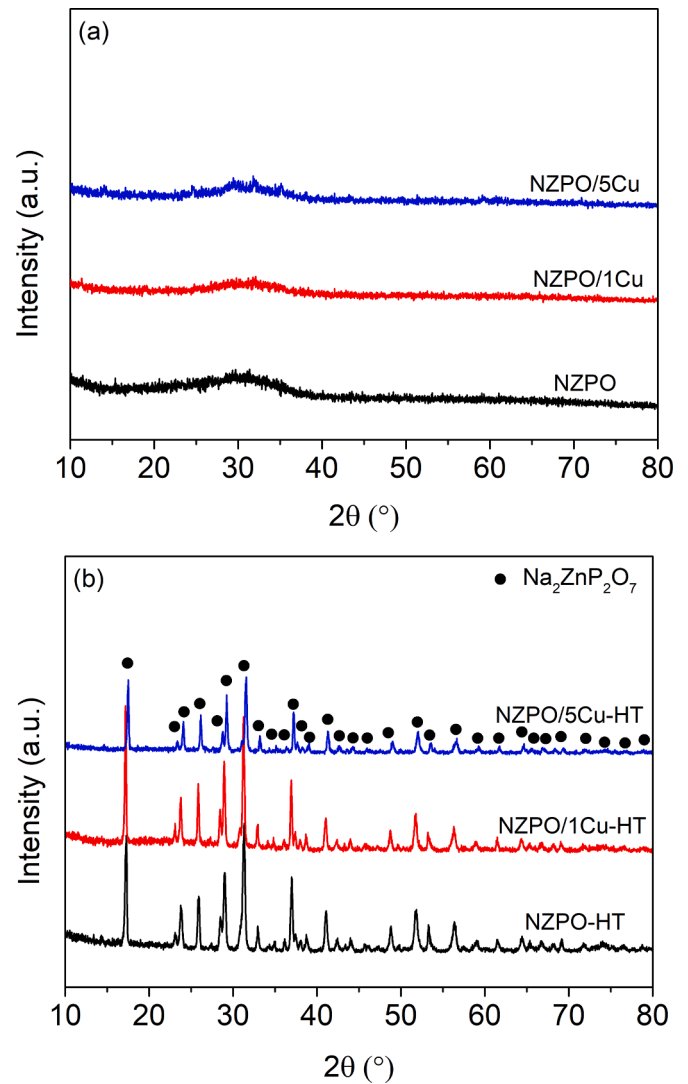 (a)
NZPO/5Cu
NZPO/1Cu
NZPO
Intensity (a.u.)
10 20 30 40 50 60 70 80
2θ (°)
(b)
Na₂ZnP₂O₇
NZPO/5Cu-HT
NZPO/1Cu-HT
NZPO-HT
Intensity (a.u.)
10 20 30 40 50 60 70 80
2θ (°)